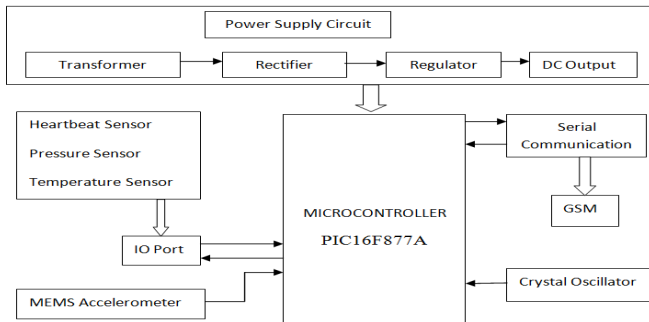 Power Supply Circuit
Transformer
Rectifier
Regulator
DC Output
Heartbeat Sensor
Pressure Sensor
Temperature Sensor
IO Port
MEMS Accelerometer
MICROCONTROLLER
PIC16F877A
Serial
Communication
GSM
Crystal Oscillator